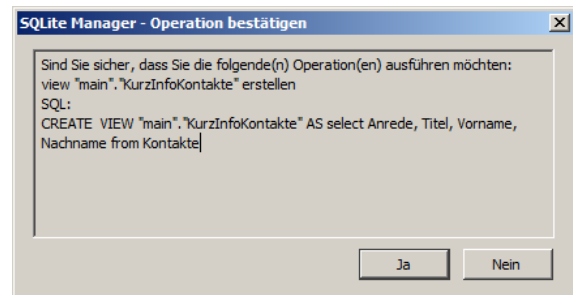 SQLite Manager - Operation bestätigen
Sind Sie sicher, dass Sie die folgende(n) Operation(en) ausführen möchten:
view "main"."KurzInfoKontakte" erstellen
SQL:
CREATE  VIEW "main"."KurzInfoKontakte" AS select Anrede, Titel, Vorname,
Nachname from Kontakte
Ja
Nein